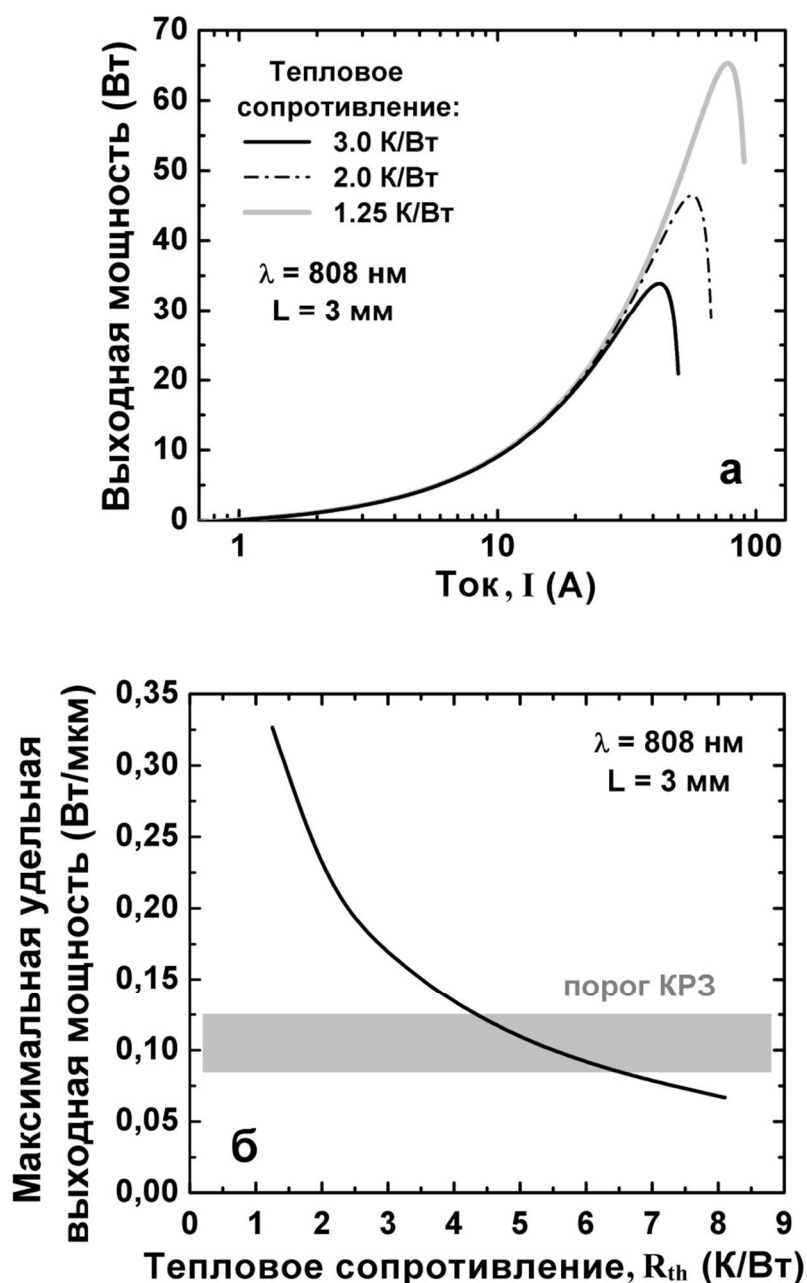 Выходная мощность (Вт)
70
60
50
40
30
20
10
0
Тепловое
сопротивление:
3.0 К/Вт
2.0 К/Вт
1.25 К/Вт
λ = 808 нм
L = 3 мм
а
1
10
100
Ток, I (А)
Максимальная удельная
выходная мощность (Вт/мкм)
0,35
0,30
0,25
0,20
0,15
0,10
0,05
0,00
λ = 808 нм
L = 3 мм
порог КРЗ
б
0 1 2 3 4 5 6 7 8 9
Тепловое сопротивление, Rth (К/Вт)